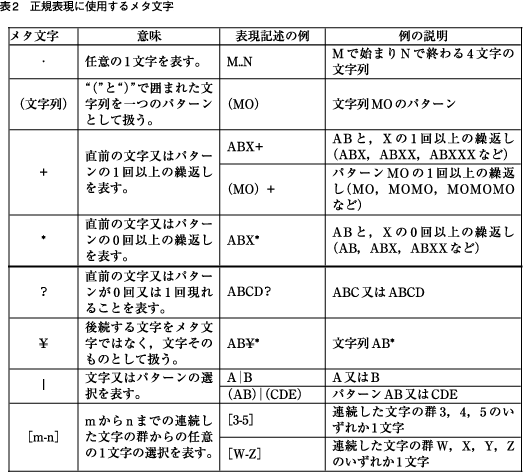 表2　正規表現に使用するメタ文字
メタ文字 意味 表現記述の例 例の説明
. 任意の1文字を表す。 M..N Mで始まりNで終わる4文字の
文字列
(文字列) “(”と“)”で囲まれた文
字列を一つのパターン
として扱う。
(MO) 文字列MOのパターン
+ 直前の文字又はパター
ンの1回以上の繰返し
を表す。
ABX+ ABと，Xの1回以上の繰返し
(ABX，ABXX，ABXXXなど)
(MO)+ パターンMOの1回以上の繰返
し(MO，MOMO，MOMOMO
など)
* 直前の文字又はパター
ンの0回以上の繰返し
を表す。
ABX* ABと，Xの0回以上の繰返し
(AB，ABX，ABXXなど)
? 直前の文字又はパター
ンが0回又は1回現れ
ることを表す。
ABCD? ABC又はABCD
¥ 後続する文字をメタ文
字ではなく，文字その
ものとして扱う。
AB¥* 文字列AB*
| 文字又はパターンの選
択を表す。
A|B A又はB
(AB)|(CDE) パターンAB又はCDE
[m-n] mからnまでの連続し
た文字の群からの任意
の1文字の選択を表す。
[3-5] 連続した文字の群3，4，5のい
ずれか1文字
[W-Z] 連続した文字の群W，X，Y，Z
のいずれか1文字